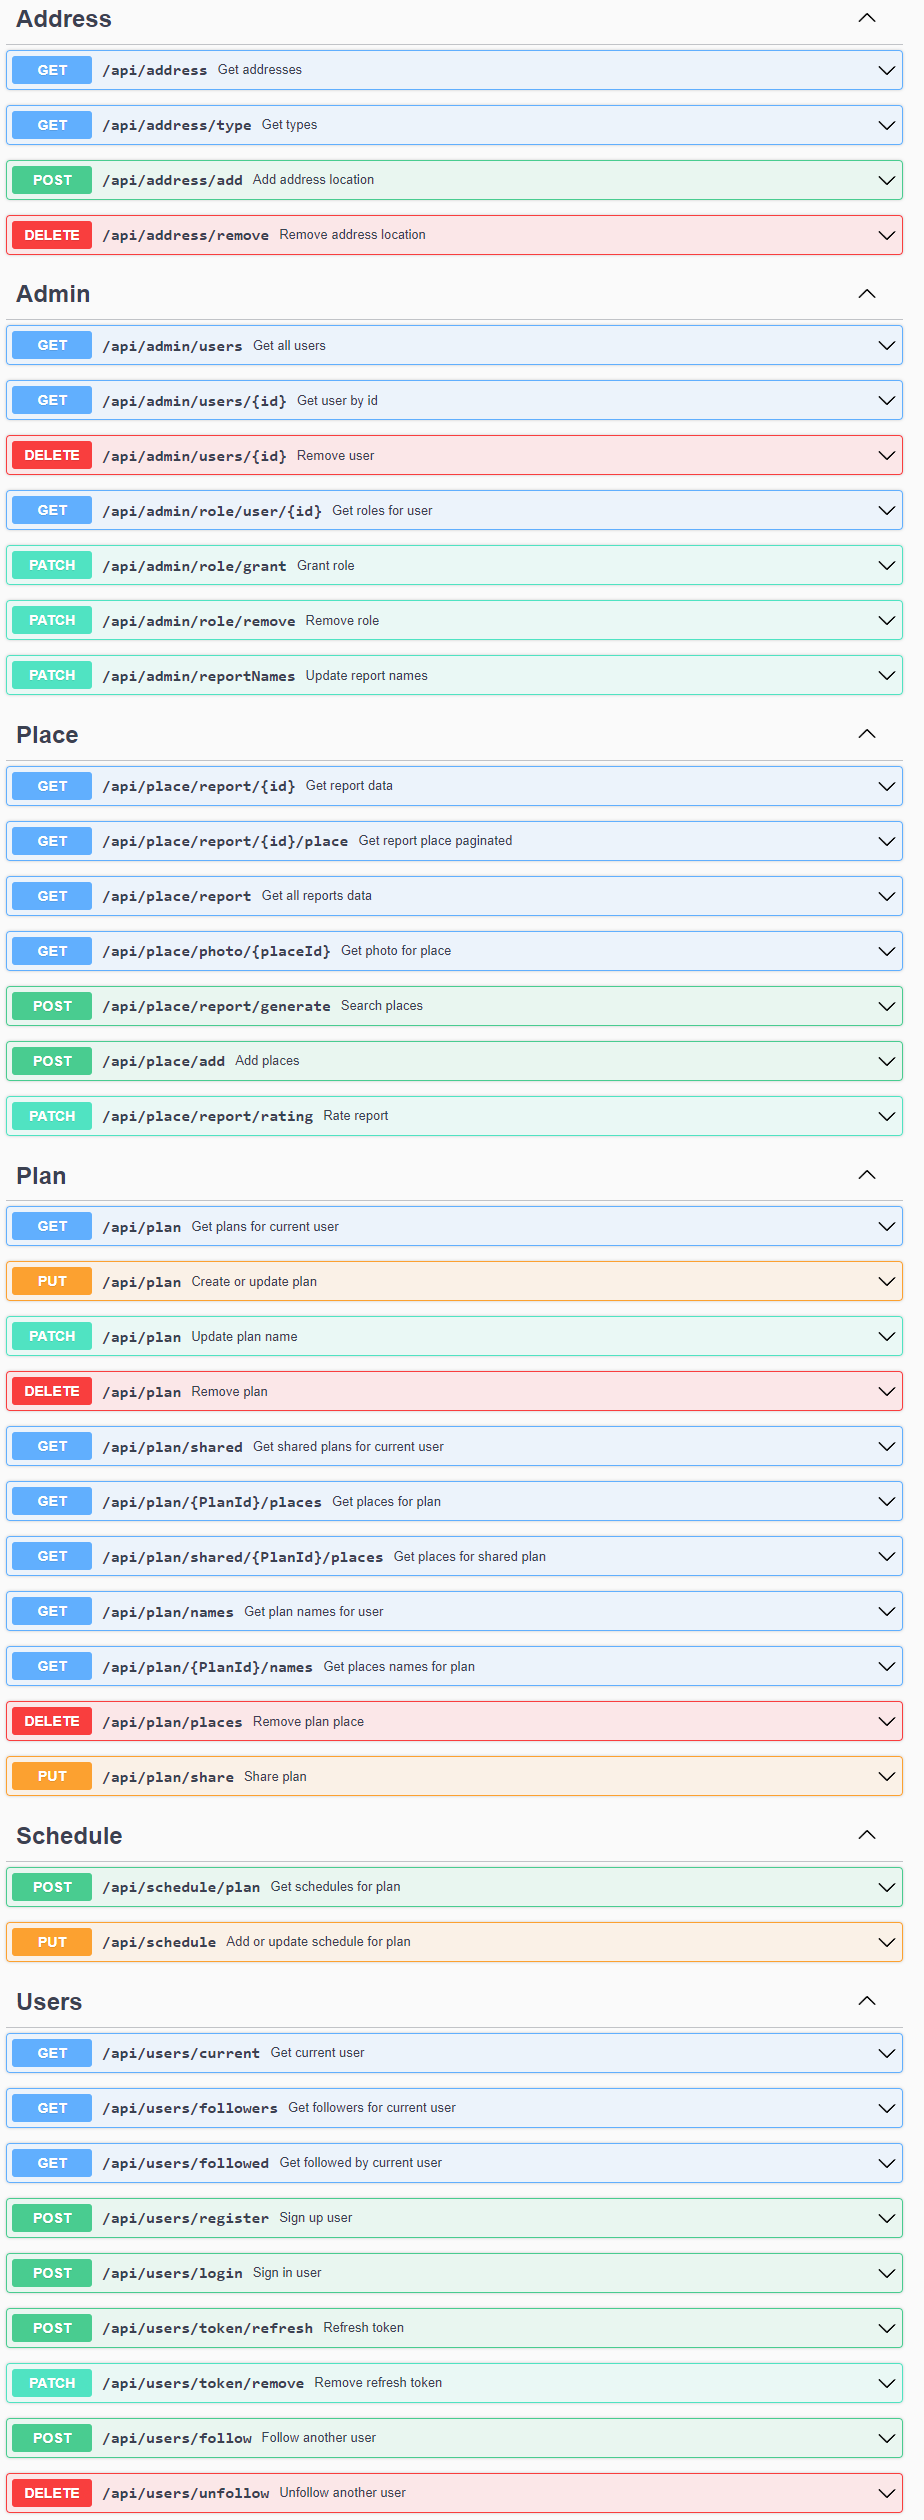 Address
GET /api/address Get addresses
GET /api/address/type Get types
POST /api/address/add Add address location
DELETE /api/address/remove Remove address location
Admin
GET /api/admin/users Get all users
GET /api/admin/users/{id} Get user by id
DELETE /api/admin/users/{id} Remove user
GET /api/admin/role/user/{id} Get roles for user
PATCH /api/admin/role/grant Grant role
PATCH /api/admin/role/remove Remove role
PATCH /api/admin/reportNames Update report names
Place
GET /api/place/report/{id} Get report data
GET /api/place/report/{id}/place Get report place paginated
GET /api/place/report Get all reports data
GET /api/place/photo/{placeId} Get photo for place
POST /api/place/report/generate Search places
POST /api/place/add Add places
PATCH /api/place/report/rating Rate report
Plan
GET /api/plan Get plans for current user
PUT /api/plan Create or update plan
PATCH /api/plan Update plan name
DELETE /api/plan Remove plan
GET /api/plan/shared Get shared plans for current user
GET /api/plan/{PlanId}/places Get places for plan
GET /api/plan/shared/{PlanId}/places Get places for shared plan
GET /api/plan/names Get plan names for user
GET /api/plan/{PlanId}/names Get places names for plan
DELETE /api/plan/places Remove plan place
PUT /api/plan/share Share plan
Schedule
POST /api/schedule/plan Get schedules for plan
PUT /api/schedule Add or update schedule for plan
Users
GET /api/users/current Get current user
GET /api/users/followers Get followers for current user
GET /api/users/followed Get followed by current user
POST /api/users/register Sign up user
POST /api/users/login Sign in user
POST /api/users/token/refresh Refresh token
PATCH /api/users/token/remove Remove refresh token
POST /api/users/follow Follow another user
DELETE /api/users/unfollow Unfollow another user